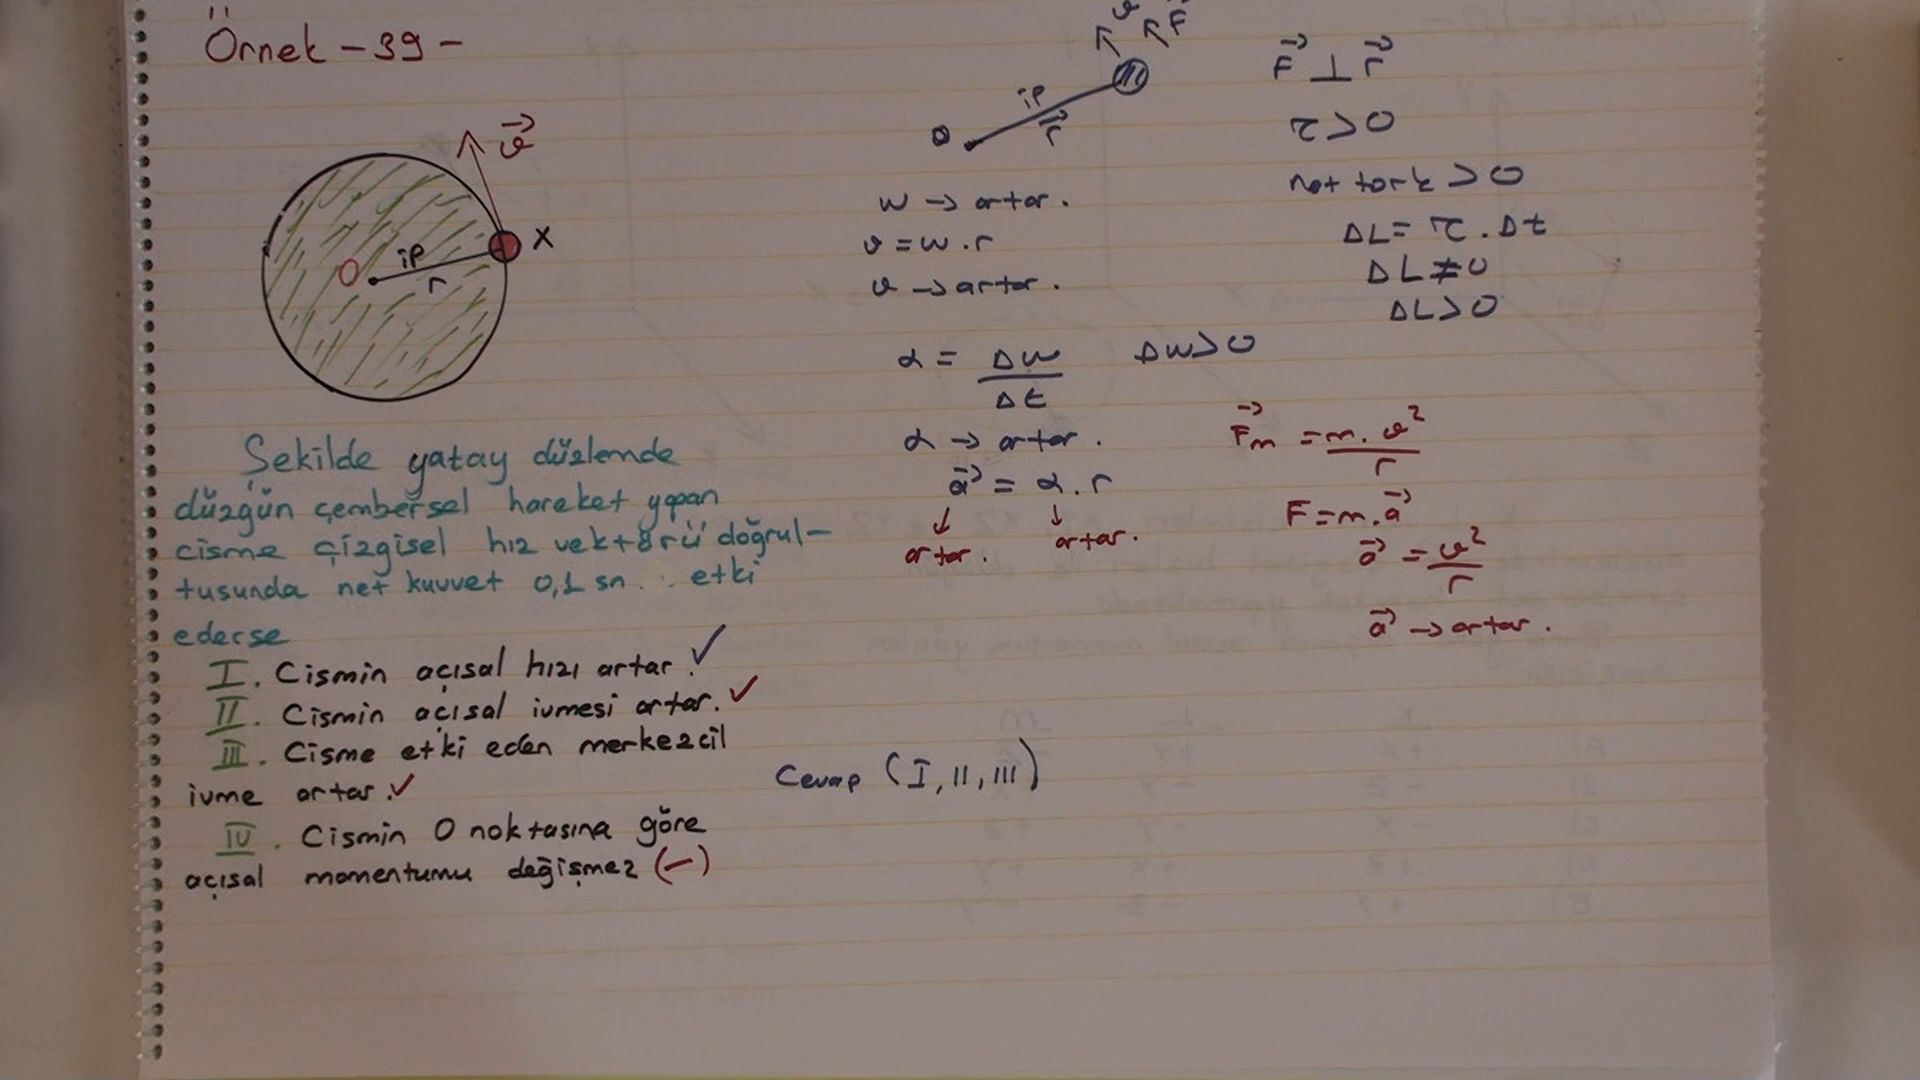 Örnek - 39 -
v
O
ip
r
X
Şekilde yatay düzlemde
düzgün çembersel hareket yapan
cisme çizgisel hız vektörü doğrul-
tusunda net kuvvet 0,1 sn. etki
ederse
I. Cismin açısal hızı artar. ✓
II. Cismin açısal ivmesi artar. ✓
III. Cisme etki eden merkezcil
ivme artar. ✓
IV. Cismin O noktasına göre
açısal momentumu değişmez (-)
v F
m
ip
O r
w → artar.
v = w.r
v → artar.
α = Δw / Δt Δw > 0
α → artar.
a = α.r
↓ ↓
artar. artar.
F ⊥ r
τ > 0
net tork > 0
ΔL = τ.Δt
ΔL ≠ 0
ΔL > 0
Fm = m.v² / r
F = m.a
a = v² / r
a → artar.
Cevap (I, II, III)